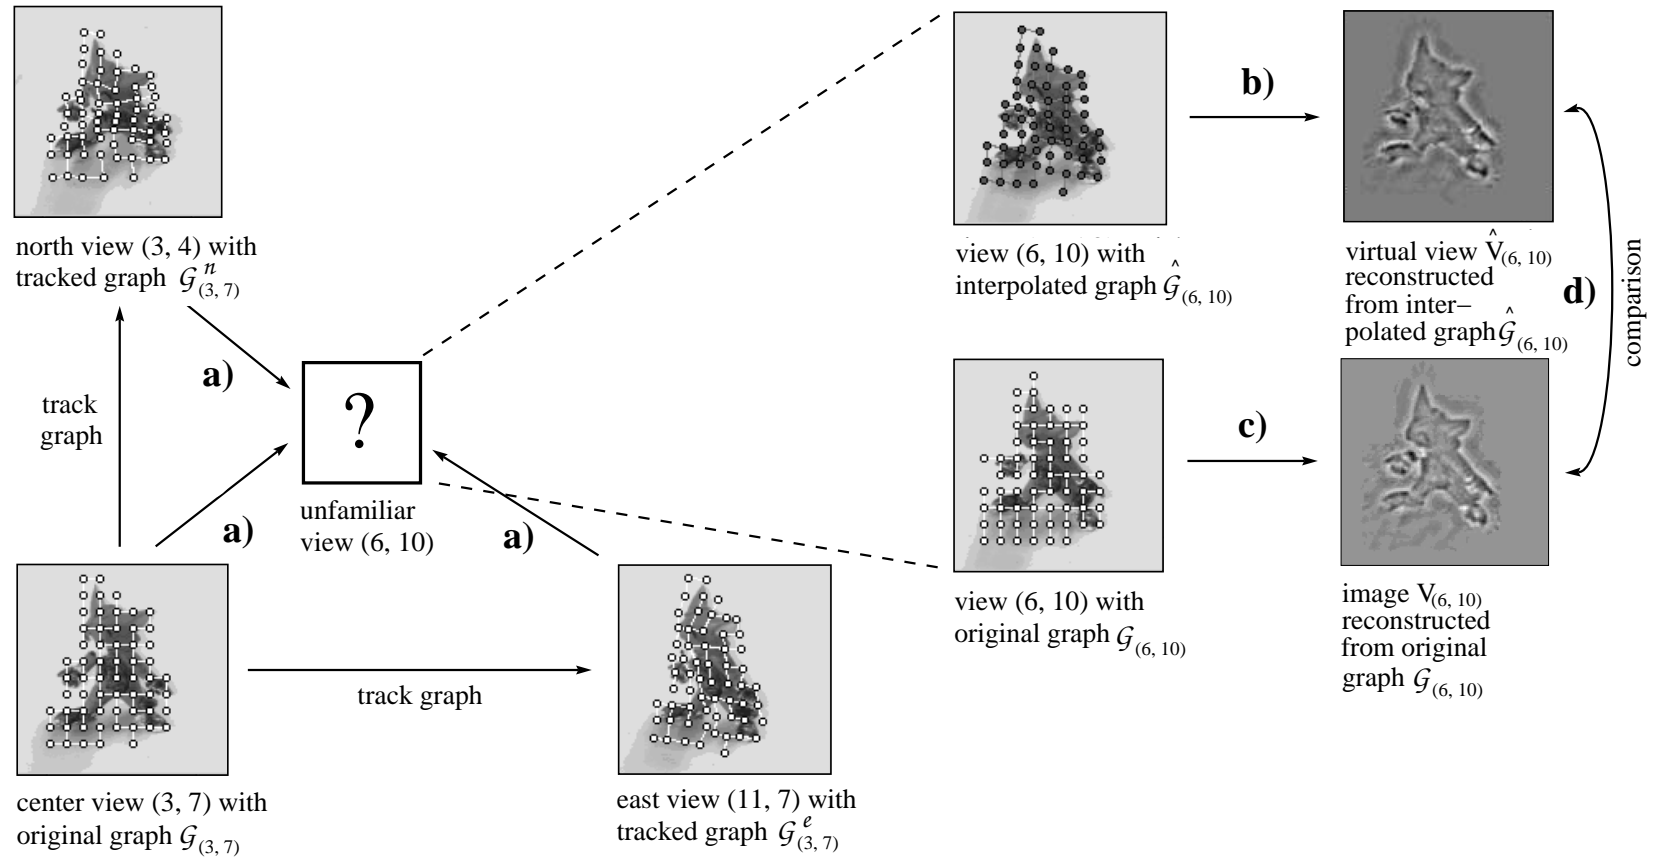 north view (3, 4) with
tracked graph 𝒢ⁿ(3, 7)
a)
track
graph
?
unfamiliar
view (6, 10)
a)
a)
center view (3, 7) with
original graph 𝒢(3, 7)
track graph
east view (11, 7) with
tracked graph 𝒢ᵉ(3, 7)
view (6, 10) with
interpolated graph 𝒢̂(6, 10)
b)
virtual view V̂(6, 10)
reconstructed
from inter–
polated graph 𝒢̂(6, 10)
d)
comparison
view (6, 10) with
original graph 𝒢(6, 10)
c)
image V(6, 10)
reconstructed
from original
graph 𝒢(6, 10)